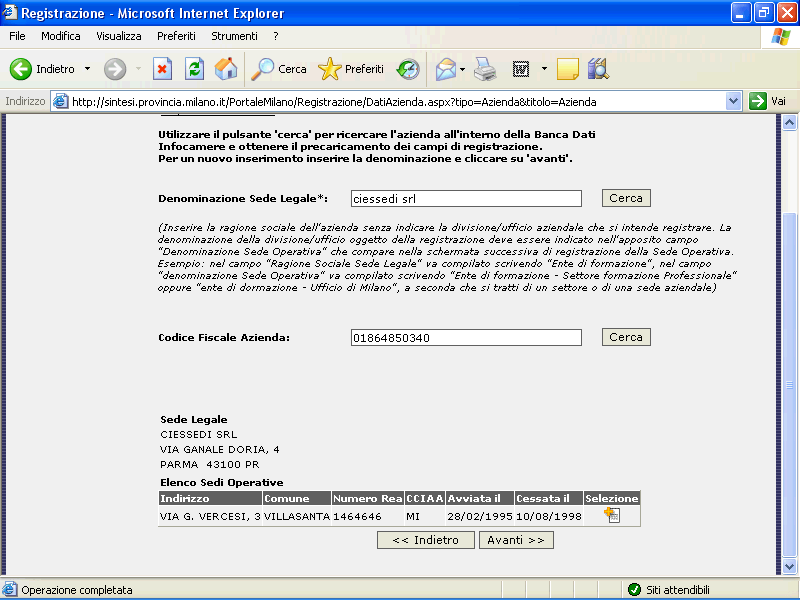 Registrazione - Microsoft Internet Explorer
File Modifica Visualizza Preferiti Strumenti ?
Indietro Cerca Preferiti
Indirizzo http://sintesi.provincia.milano.it/PortaleMilano/Registrazione/DatiAzienda.aspx?tipo=Azienda&titolo=Azienda Vai
Utilizzare il pulsante 'cerca' per ricercare l'azienda all'interno della Banca Dati
Infocamere e ottenere il precaricamento dei campi di registrazione.
Per un nuovo inserimento inserire la denominazione e cliccare su 'avanti'.
Denominazione Sede Legale*: ciessedi srl Cerca
(Inserire la ragione sociale dell'azienda senza indicare la divisione/ufficio aziendale che si intende registrare. La
denominazione della divisione/ufficio oggetto della registrazione deve essere indicato nell'apposito campo
"Denominazione Sede Operativa" che compare nella schermata successiva di registrazione della Sede Operativa.
Esempio: nel campo "Ragione Sociale Sede Legale" va compilato scrivendo "Ente di formazione", nel campo
"denominazione Sede Operativa" va compilato scrivendo "Ente di formazione - Settore formazione Professionale"
oppure "ente di dormazione - Ufficio di Milano", a seconda che si tratti di un settore o di una sede aziendale)
Codice Fiscale Azienda: 01864850340 Cerca
Sede Legale
CIESSEDI SRL
VIA GANALE DORIA, 4
PARMA 43100 PR
Elenco Sedi Operative
Indirizzo Comune Numero Rea CCIAA Avviata il Cessata il Selezione
VIA G. VERCESI, 3 VILLASANTA 1464646 MI 28/02/1995 10/08/1998
<< Indietro Avanti >>
Operazione completata Siti attendibili